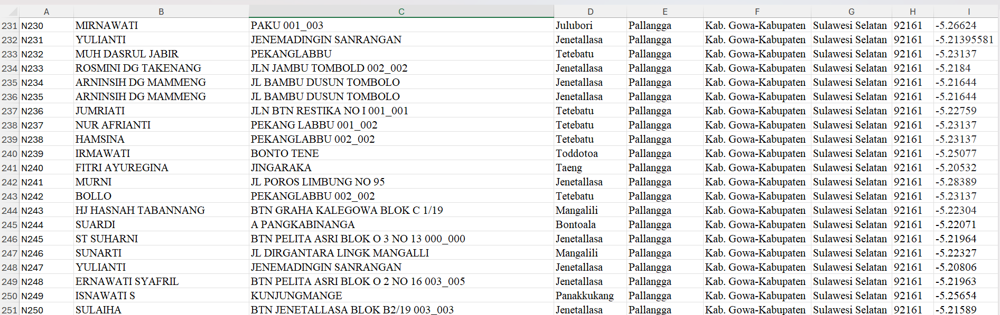 A B C D E F G H I
231 N230 MIRNAWATI PAKU 001_003 Julubori Pallangga Kab. Gowa-Kabupaten Sulawesi Selatan 92161 -5.26624
232 N231 YULIANTI JENEMADINGIN SANRANGAN Jenetallasa Pallangga Kab. Gowa-Kabupaten Sulawesi Selatan 92161 -5.21395581
233 N232 MUH DASRUL JABIR PEKANGLABBU Tetebatu Pallangga Kab. Gowa-Kabupaten Sulawesi Selatan 92161 -5.23137
234 N233 ROSMINI DG TAKENANG JLN JAMBU TOMBOLD 002_002 Jenetallasa Pallangga Kab. Gowa-Kabupaten Sulawesi Selatan 92161 -5.2184
235 N234 ARNINSIH DG MAMMENG JL BAMBU DUSUN TOMBOLO Jenetallasa Pallangga Kab. Gowa-Kabupaten Sulawesi Selatan 92161 -5.21644
236 N235 ARNINSIH DG MAMMENG JL BAMBU DUSUN TOMBOLO Jenetallasa Pallangga Kab. Gowa-Kabupaten Sulawesi Selatan 92161 -5.21644
237 N236 JUMRIATI JLN BTN RESTIKA NO I 001_001 Tetebatu Pallangga Kab. Gowa-Kabupaten Sulawesi Selatan 92161 -5.22759
238 N237 NUR AFRIANTI PEKANG LABBU 001_002 Tetebatu Pallangga Kab. Gowa-Kabupaten Sulawesi Selatan 92161 -5.23137
239 N238 HAMSINA PEKANGLABBU 002_002 Tetebatu Pallangga Kab. Gowa-Kabupaten Sulawesi Selatan 92161 -5.23137
240 N239 IRMAWATI BONTO TENE Toddotoa Pallangga Kab. Gowa-Kabupaten Sulawesi Selatan 92161 -5.25077
241 N240 FITRI AYUREGINA JINGARAKA Taeng Pallangga Kab. Gowa-Kabupaten Sulawesi Selatan 92161 -5.20532
242 N241 MURNI JL POROS LIMBUNG NO 95 Jenetallasa Pallangga Kab. Gowa-Kabupaten Sulawesi Selatan 92161 -5.28389
243 N242 BOLLO PEKANGLABBU 002_002 Tetebatu Pallangga Kab. Gowa-Kabupaten Sulawesi Selatan 92161 -5.23137
244 N243 HJ HASNAH TABANNANG BTN GRAHA KALEGOWA BLOK C 1/19 Mangalili Pallangga Kab. Gowa-Kabupaten Sulawesi Selatan 92161 -5.22304
245 N244 SUARDI A PANGKABINANGA Bontoala Pallangga Kab. Gowa-Kabupaten Sulawesi Selatan 92161 -5.22071
246 N245 ST SUHARNI BTN PELITA ASRI BLOK O 3 NO 13 000_000 Jenetallasa Pallangga Kab. Gowa-Kabupaten Sulawesi Selatan 92161 -5.21964
247 N246 SUNARTI JL DIRGANTARA LINGK MANGALLI Mangalili Pallangga Kab. Gowa-Kabupaten Sulawesi Selatan 92161 -5.22327
248 N247 YULIANTI JENEMADINGIN SANRANGAN Jenetallasa Pallangga Kab. Gowa-Kabupaten Sulawesi Selatan 92161 -5.20806
249 N248 ERNAWATI SYAFRIL BTN PELITA ASRI BLOK O 2 NO 16 003_005 Jenetallasa Pallangga Kab. Gowa-Kabupaten Sulawesi Selatan 92161 -5.21963
250 N249 ISNAWATI S KUNJUNGMANGE Panakkukang Pallangga Kab. Gowa-Kabupaten Sulawesi Selatan 92161 -5.25654
251 N250 SULAIHA BTN JENETALLASA BLOK B2/19 003_003 Jenetallasa Pallangga Kab. Gowa-Kabupaten Sulawesi Selatan 92161 -5.21589